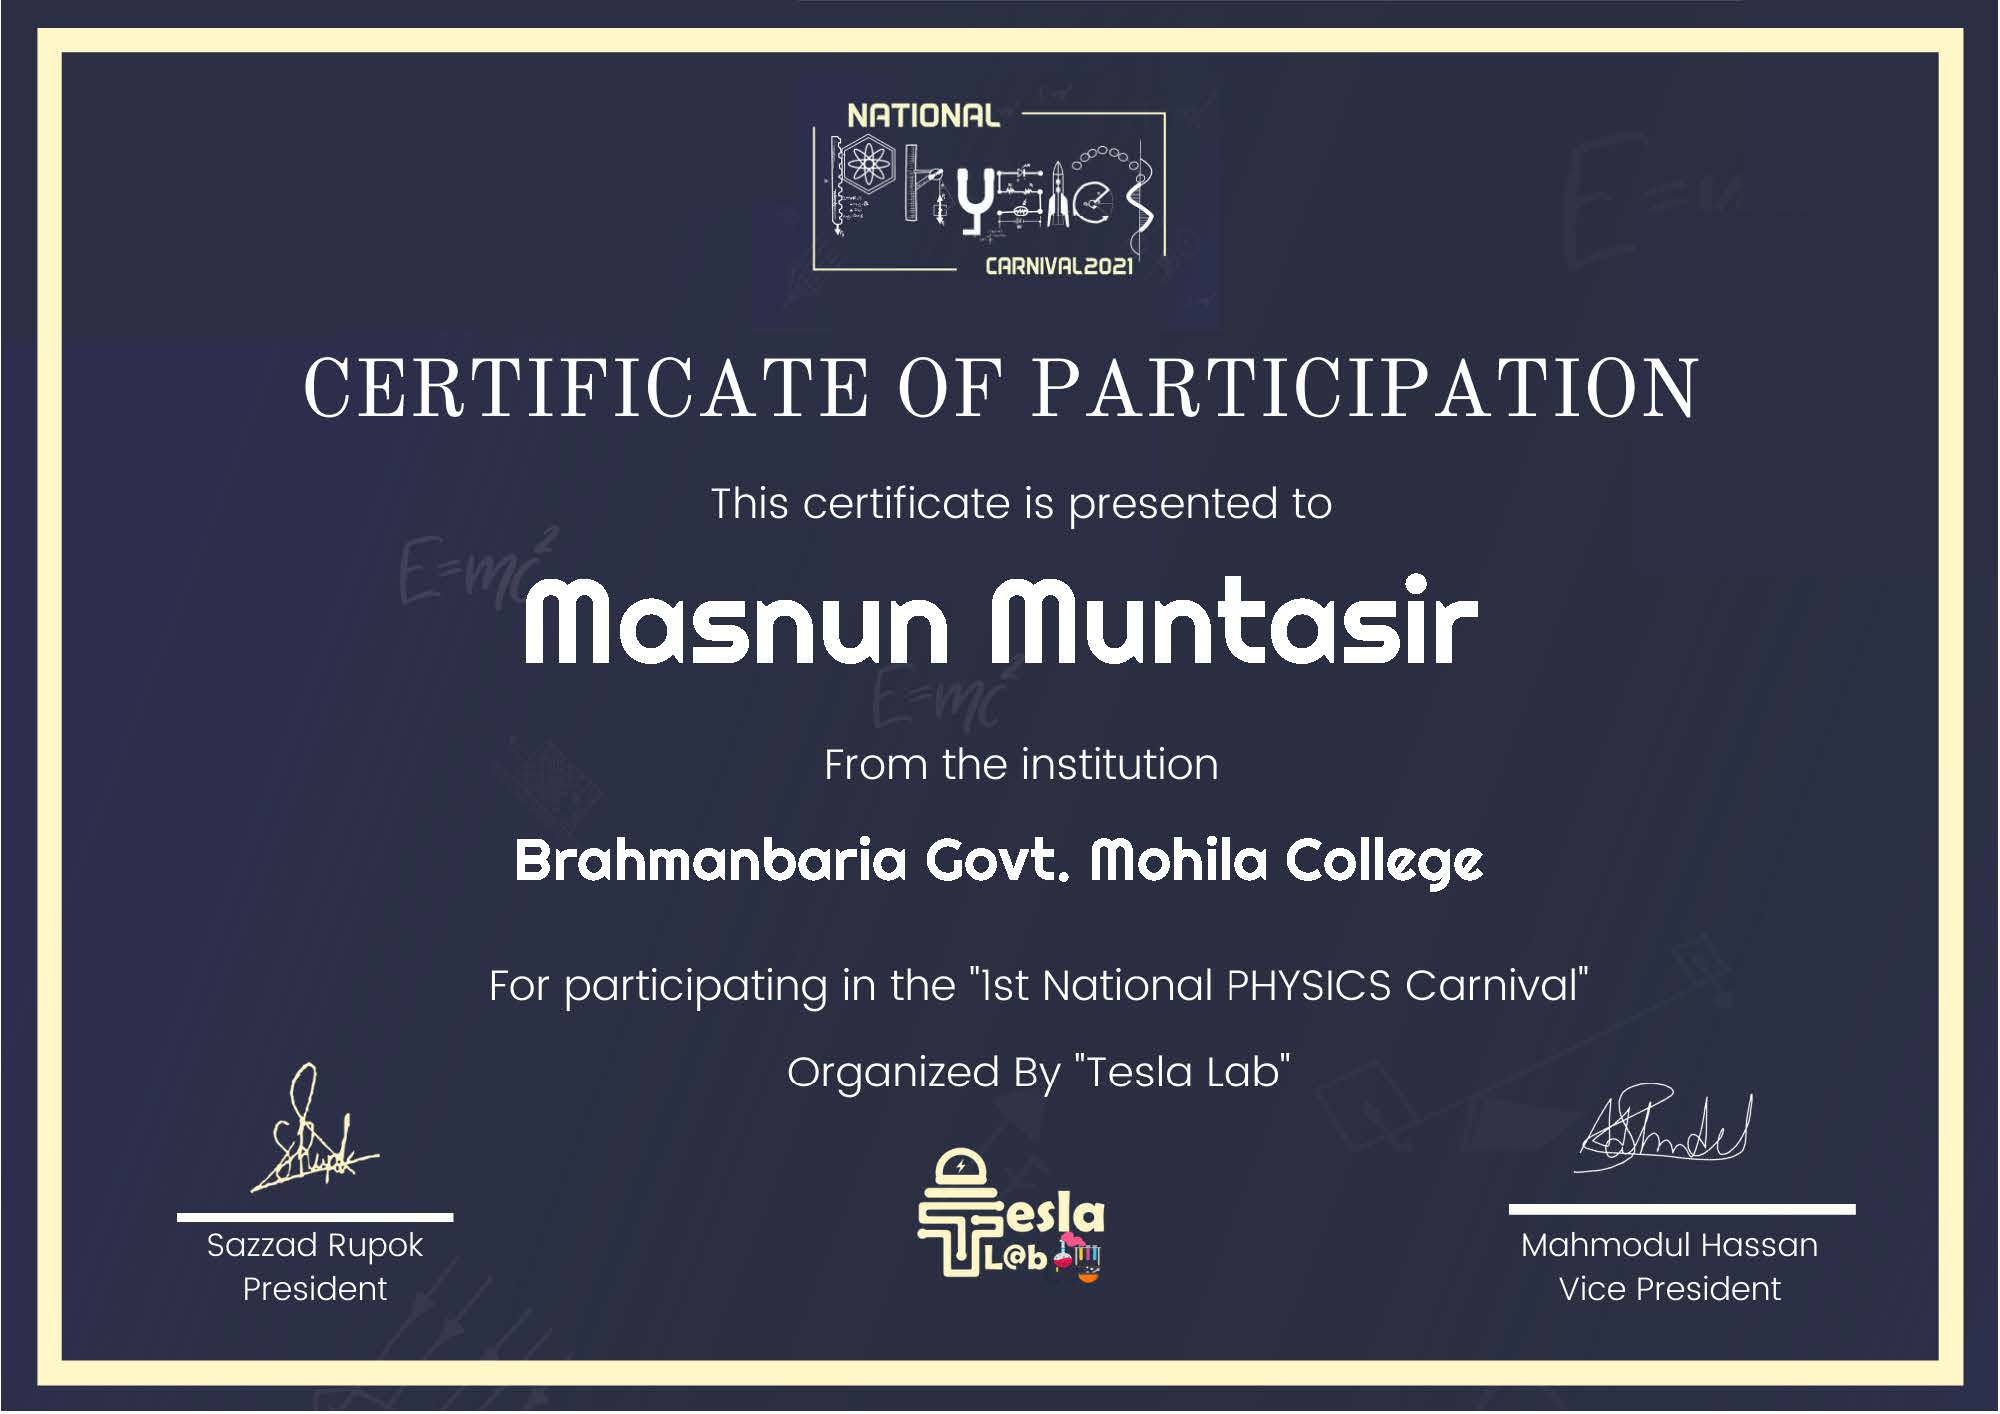 NATIONAL
Physics
CARNIVAL2021
CERTIFICATE OF PARTICIPATION
This certificate is presented to
E=mc²
Masnun Muntasir
E=mc²
From the institution
Brahmanbaria Govt. Mohila College
For participating in the "1st National PHYSICS Carnival"
Organized By "Tesla Lab"
Tesla
L@b
Sazzad Rupok
President
Mahmodul Hassan
Vice President